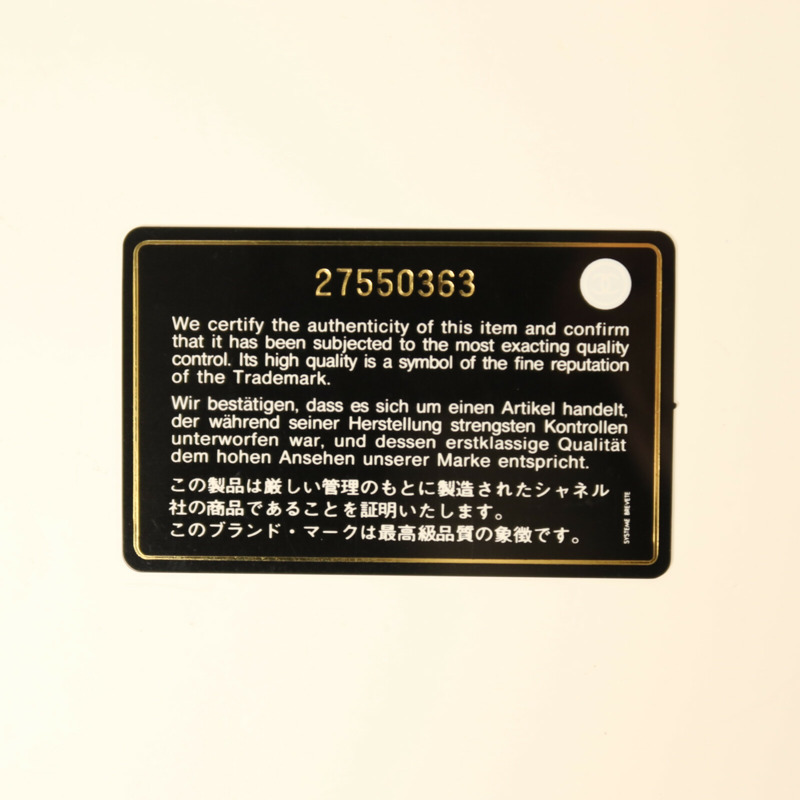 27550363
We certify the authenticity of this item and confirm
that it has been subjected to the most exacting quality
control. Its high quality is a symbol of the fine reputation
of the Trademark.
Wir bestätigen, dass es sich um einen Artikel handelt,
der während seiner Herstellung strengsten Kontrollen
unterworfen war, und dessen erstklassige Qualität
dem hohen Ansehen unserer Marke entspricht.
この製品は厳しい管理のもとに製造されたシャネル
社の商品であることを証明いたします。
このブランド・マークは最高級品質の象徴です。
SYSTEME BREVETE